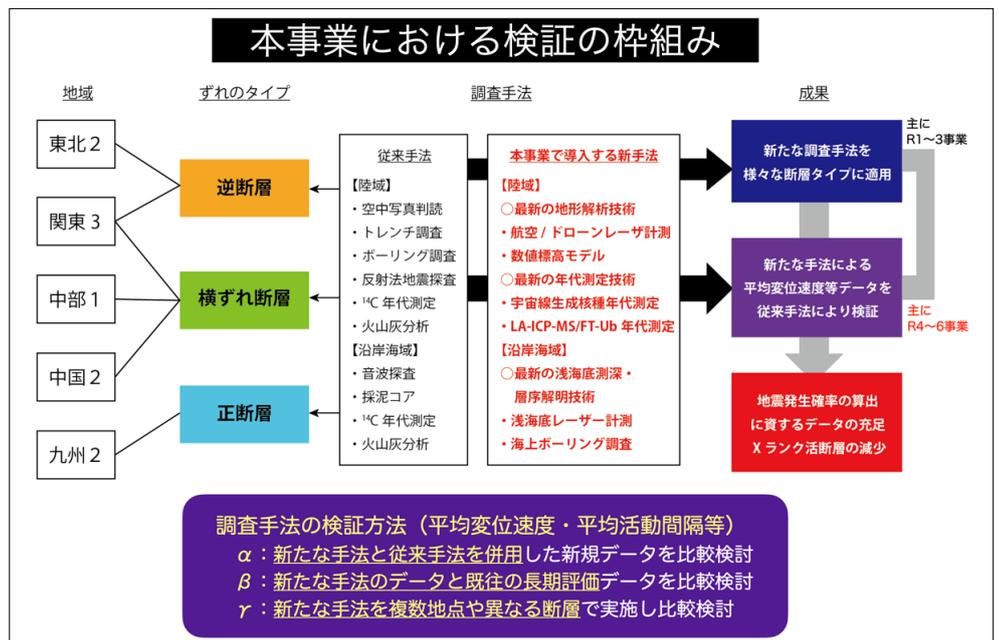 本事業における検証の枠組み
地域
ずれのタイプ
調査手法
成果
東北 2
関東 3
中部 1
中国 2
九州 2
逆断層
横ずれ断層
正断層
従来手法
【陸域】
・空中写真判読
・トレンチ調査
・ボーリング調査
・反射法地震探査
・¹⁴C 年代測定
・火山灰分析
【沿岸海域】
・音波探査
・採泥コア
・¹⁴C 年代測定
・火山灰分析
本事業で導入する新手法
【陸域】
○最新の地形解析技術
・航空 / ドローンレーザ計測
・数値標高モデル
○最新の年代測定技術
・宇宙線生成核種年代測定
・LA-ICP-MS/FT-Ub 年代測定
【沿岸海域】
○最新の浅海底測深・
層序解明技術
・浅海底レーザー計測
・海上ボーリング調査
新たな調査手法を
様々な断層タイプに適用
主に
R1〜3事業
新たな手法による
平均変位速度等データを
従来手法により検証
主に
R4〜6事業
地震発生確率の算出
に資するデータの充足
X ランク活断層の減少
調査手法の検証方法（平均変位速度・平均活動間隔等）
α：新たな手法と従来手法を併用した新規データを比較検討
β：新たな手法のデータと既往の長期評価データを比較検討
γ：新たな手法を複数地点や異なる断層で実施し比較検討